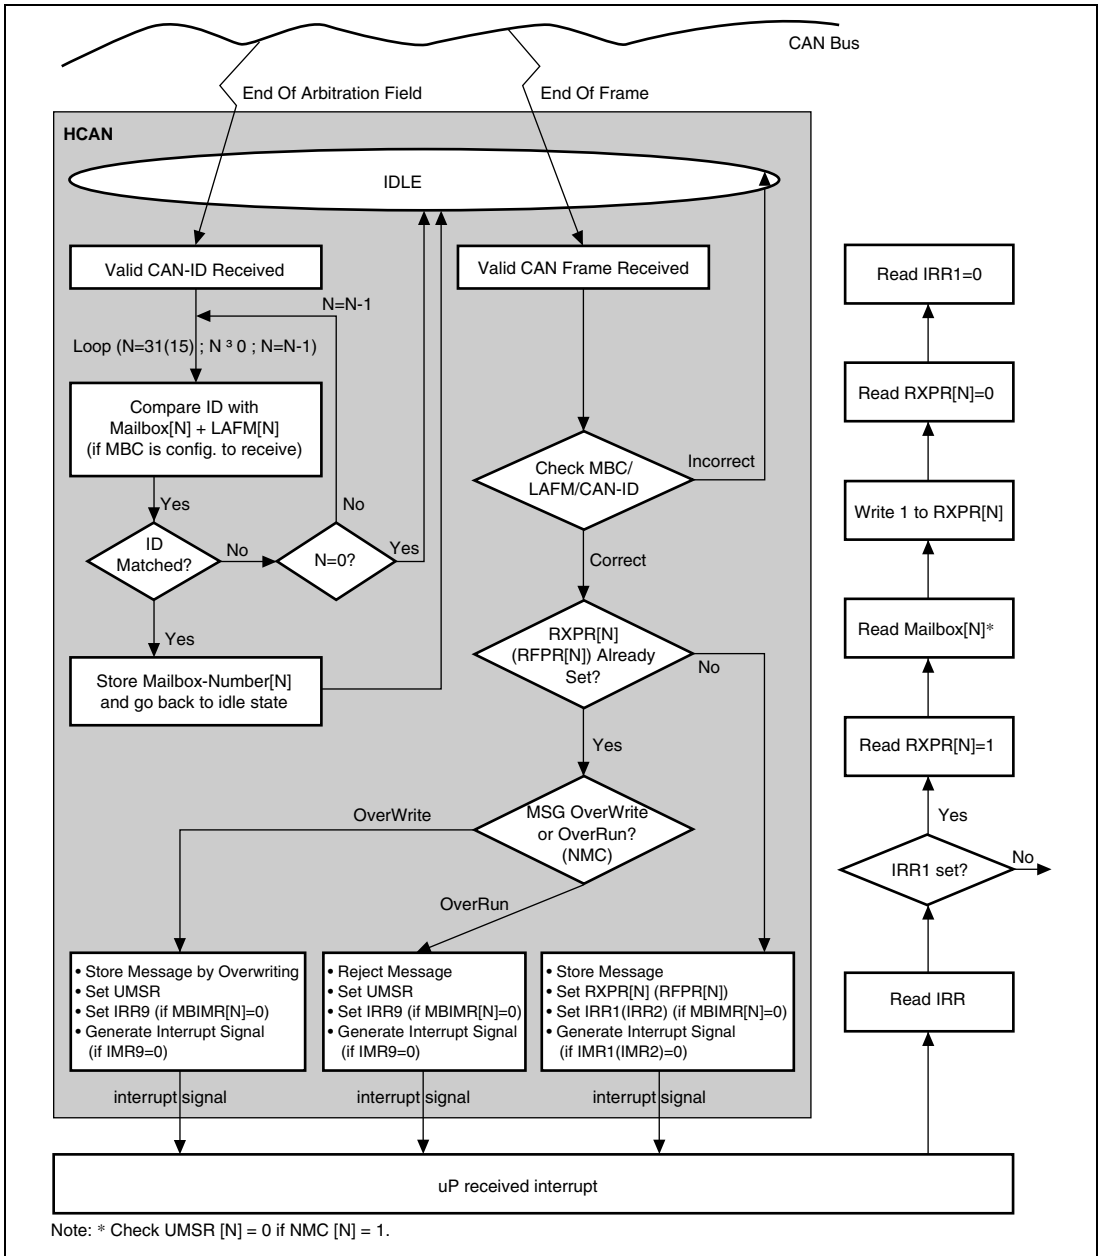 CAN Bus
End Of Arbitration Field
End Of Frame
HCAN
IDLE
Valid CAN-ID Received
Valid CAN Frame Received
N=N-1
Loop (N=31(15) ; N ³ 0 ; N=N-1)
Compare ID with
Mailbox[N] + LAFM[N]
(if MBC is config. to receive)
Yes
ID
Matched?
No
N=0?
No
Yes
Yes
Store Mailbox-Number[N]
and go back to idle state
Check MBC/
LAFM/CAN-ID
Incorrect
Correct
RXPR[N]
(RFPR[N]) Already
Set?
No
Yes
MSG OverWrite
or OverRun?
(NMC)
OverWrite
OverRun
• Store Message by Overwriting
• Set UMSR
• Set IRR9 (if MBIMR[N]=0)
• Generate Interrupt Signal
(if IMR9=0)
• Reject Message
• Set UMSR
• Set IRR9 (if MBIMR[N]=0)
• Generate Interrupt Signal
(if IMR9=0)
• Store Message
• Set RXPR[N] (RFPR[N])
• Set IRR1(IRR2) (if MBIMR[N]=0)
• Generate Interrupt Signal
(if IMR1(IMR2)=0)
interrupt signal
interrupt signal
interrupt signal
uP received interrupt
Read IRR1=0
Read RXPR[N]=0
Write 1 to RXPR[N]
Read Mailbox[N]*
Read RXPR[N]=1
Yes
IRR1 set?
No
Read IRR
Note: * Check UMSR [N] = 0 if NMC [N] = 1.